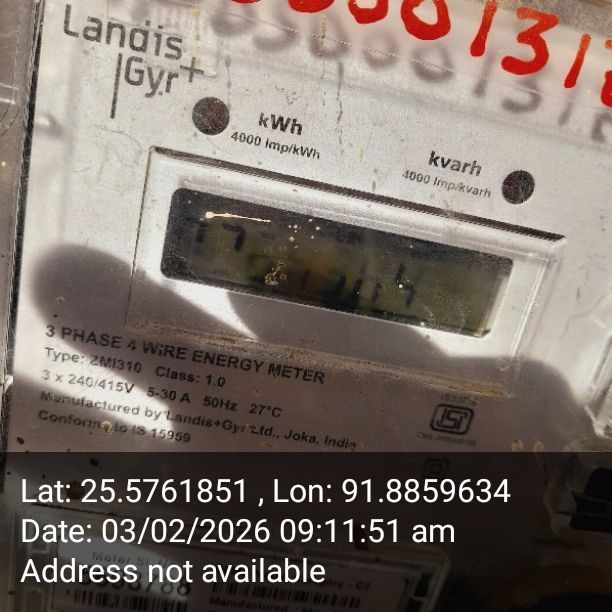 Landis
Gyr+
kWh
4000 Imp/kWh
kvarh
4000 Imp/kvarh
3 PHASE 4 WIRE ENERGY METER
Type: ZMI310 Class: 1.0
3 x 240/415V 5-30 A 50Hz 27°C
Manufactured by Landis+Gyr Ltd., Joka, India
Conforms to IS 15959
ISI
Lat: 25.5761851 , Lon: 91.8859634
Date: 03/02/2026 09:11:51 am
Address not available